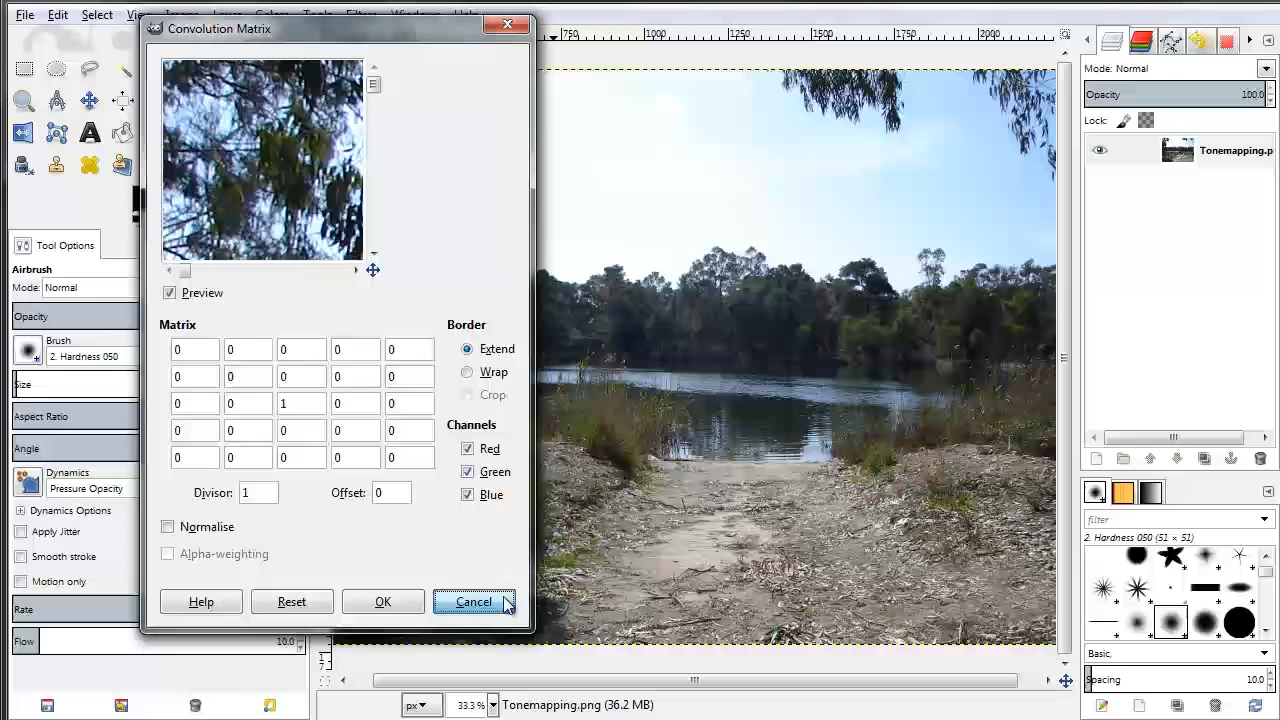 File Edit Select
Convolution Matrix
750 1000 1250 1500 1750 2000
Mode: Normal
Opacity 100.0
Lock:
Tonemapping.p
Tool Options
Airbrush
Mode: Normal
Opacity
Brush
2. Hardness 050
Size
Aspect Ratio
Angle
Dynamics
Pressure Opacity
Dynamics Options
Apply Jitter
Smooth stroke
Motion only
Rate
Flow 10.0
Preview
Matrix
0 0 0 0 0
0 0 0 0 0
0 0 1 0 0
0 0 0 0 0
0 0 0 0 0
Divisor: 1 Offset: 0
Normalise
Alpha-weighting
Border
Extend
Wrap
Crop
Channels
Red
Green
Blue
Help Reset OK Cancel
px 33.3 % Tonemapping.png (36.2 MB)
filter
2. Hardness 050 (51 × 51)
Basic,
Spacing 10.0